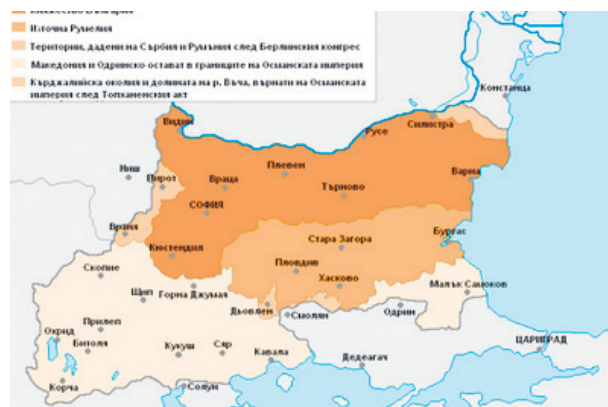 Източна Румелия
Територии, дадени на Сърбия и Румъния след Берлинския конгрес
Македония и Одринско остават в границите на Османската империя
Кърджалийска околия и долината на р. Въча, върнати на Османската
империя след Топханенския акт
Констанца
Видин
Силистра
Русе
Ниш
Плевен
Пирот
Враца
Варна
Търново
СОФИЯ
Враня
Бургас
Стара Загора
Кюстендил
Скопие
Пловдив
Хасково
Малък Самоков
Горна Джумая
Щип
Дьовлен
Смолян
Одрин
Прилеп
Охрид
Битоля
Кукуш
Сяр
Кавала
Дедеагач
ЦАРИГРАД
Корча
Солун